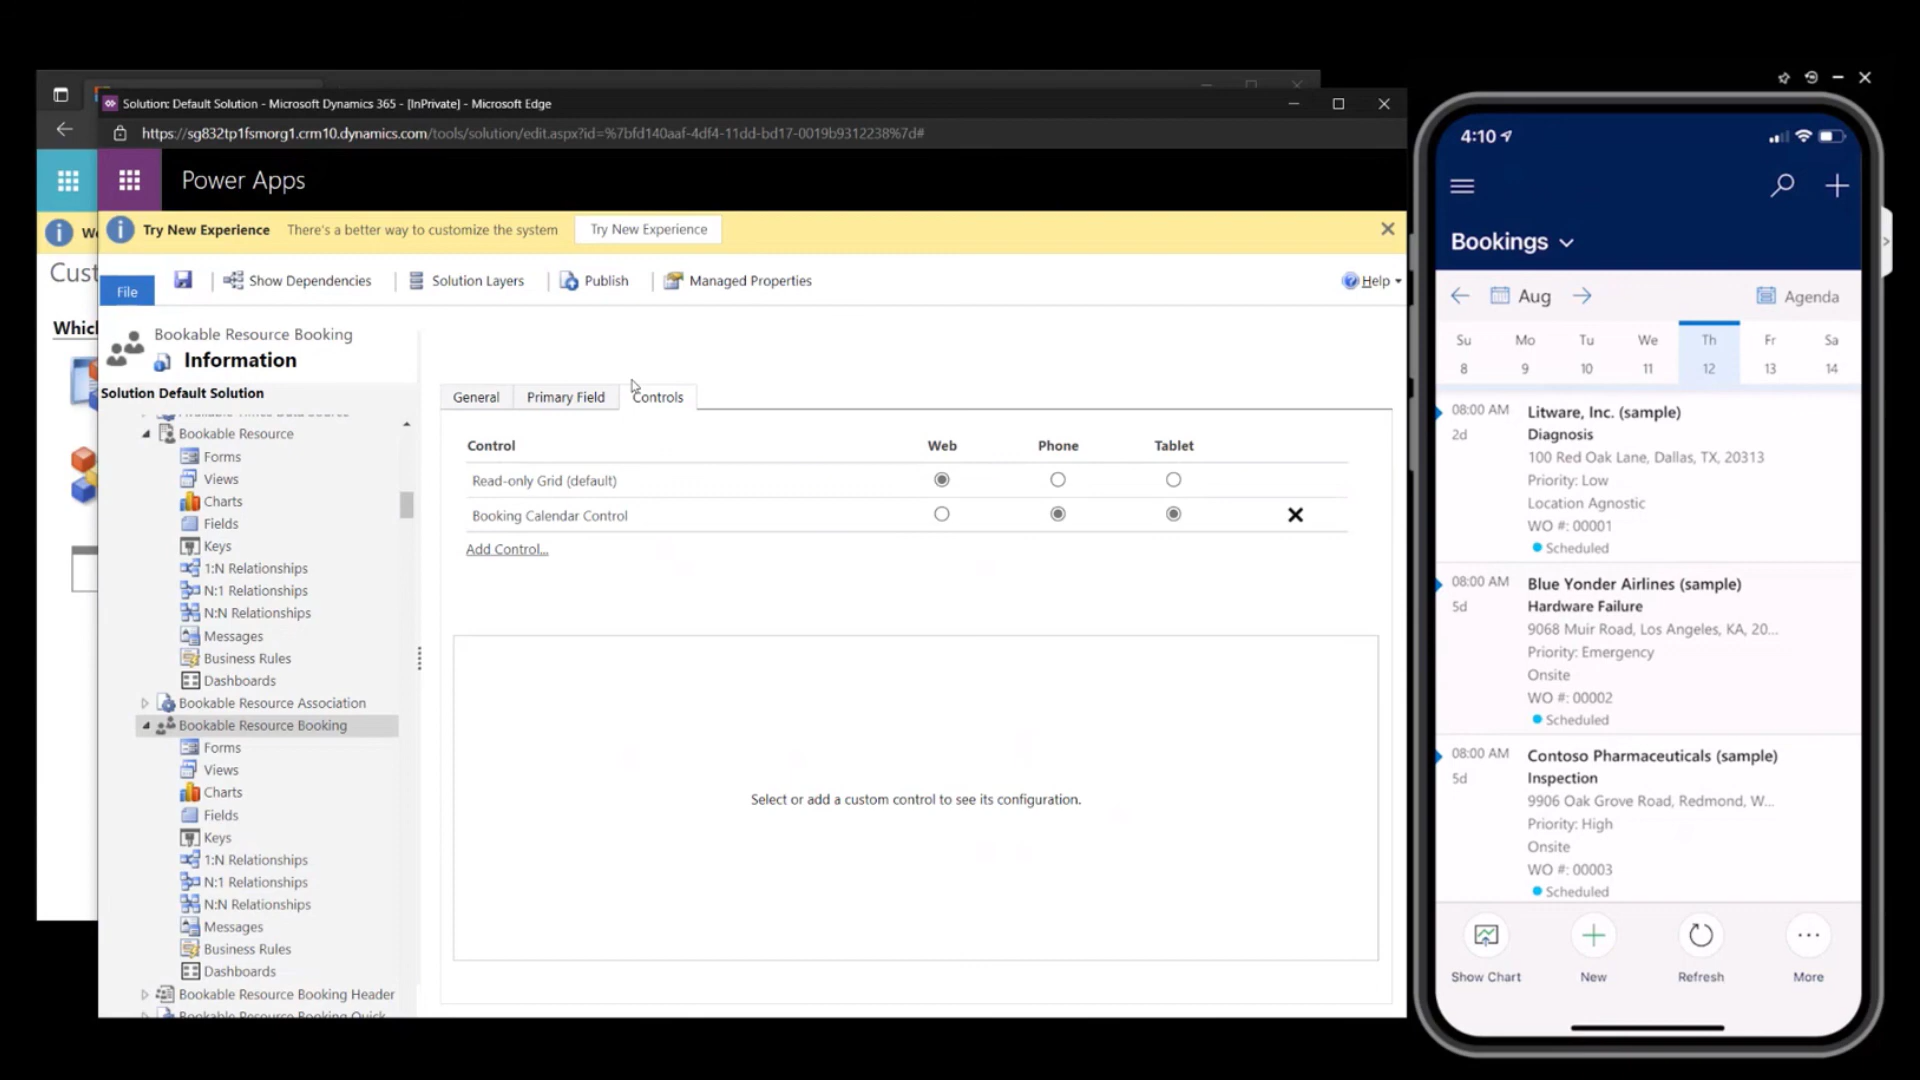 Solution: Default Solution - Microsoft Dynamics 365 - [InPrivate] - Microsoft Edge
https://sg832tp1fsmorg1.crm10.dynamics.com/tools/solution/edit.aspx?id=%7bfd140aaf-4df4-11dd-bd17-0019b9312238%7d#
Power Apps
We
Try New Experience There's a better way to customize the system Try New Experience
Cust
File Show Dependencies Solution Layers Publish Managed Properties Help
Which
Bookable Resource Booking
Information
Solution Default Solution
Bookable Resource
Forms
Views
Charts
Fields
Keys
1:N Relationships
N:1 Relationships
N:N Relationships
Messages
Business Rules
Dashboards
Bookable Resource Association
Bookable Resource Booking
Forms
Views
Charts
Fields
Keys
1:N Relationships
N:1 Relationships
N:N Relationships
Messages
Business Rules
Dashboards
Bookable Resource Booking Header
Bookable Resource Booking Quick
General Primary Field Controls
Control Web Phone Tablet
Read-only Grid (default)
Booking Calendar Control
Add Control...
Select or add a custom control to see its configuration.
4:10
Bookings
Aug Agenda
Su Mo Tu We Th Fr Sa
8 9 10 11 12 13 14
08:00 AM Litware, Inc. (sample)
2d Diagnosis
100 Red Oak Lane, Dallas, TX, 20313
Priority: Low
Location Agnostic
WO #: 00001
Scheduled
08:00 AM Blue Yonder Airlines (sample)
5d Hardware Failure
9068 Muir Road, Los Angeles, KA, 20...
Priority: Emergency
Onsite
WO #: 00002
Scheduled
08:00 AM Contoso Pharmaceuticals (sample)
5d Inspection
9906 Oak Grove Road, Redmond, W...
Priority: High
Onsite
WO #: 00003
Scheduled
Show Chart New Refresh More